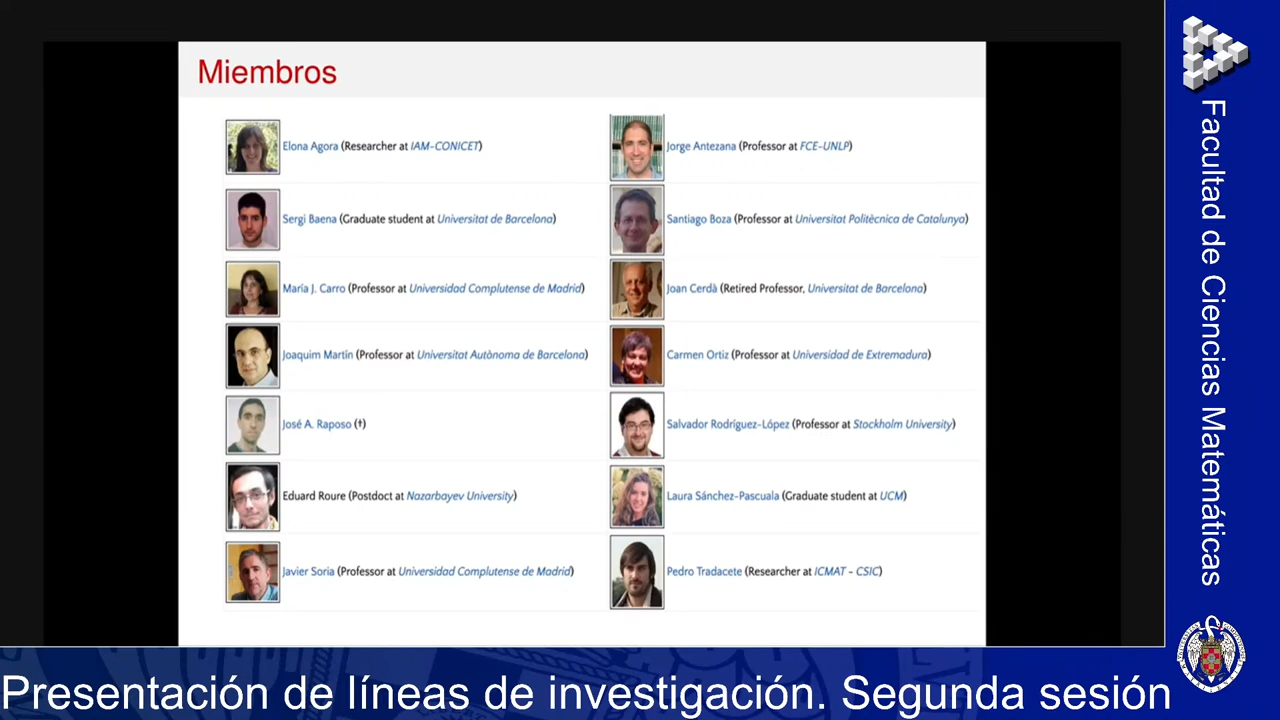 Miembros
Elona Agora (Researcher at IAM-CONICET)
Jorge Antezana (Professor at FCE-UNLP)
Sergi Baena (Graduate student at Universitat de Barcelona)
Santiago Boza (Professor at Universitat Politècnica de Catalunya)
María J. Carro (Professor at Universidad Complutense de Madrid)
Joan Cerdà (Retired Professor, Universitat de Barcelona)
Joaquim Martín (Professor at Universitat Autònoma de Barcelona)
Carmen Ortiz (Professor at Universidad de Extremadura)
José A. Raposo (†)
Salvador Rodríguez-López (Professor at Stockholm University)
Eduard Roure (Postdoct at Nazarbayev University)
Laura Sánchez-Pascuala (Graduate student at UCM)
Javier Soria (Professor at Universidad Complutense de Madrid)
Pedro Tradacete (Researcher at ICMAT - CSIC)
Facultad de Ciencias Matemáticas
Presentación de líneas de investigación. Segunda sesión